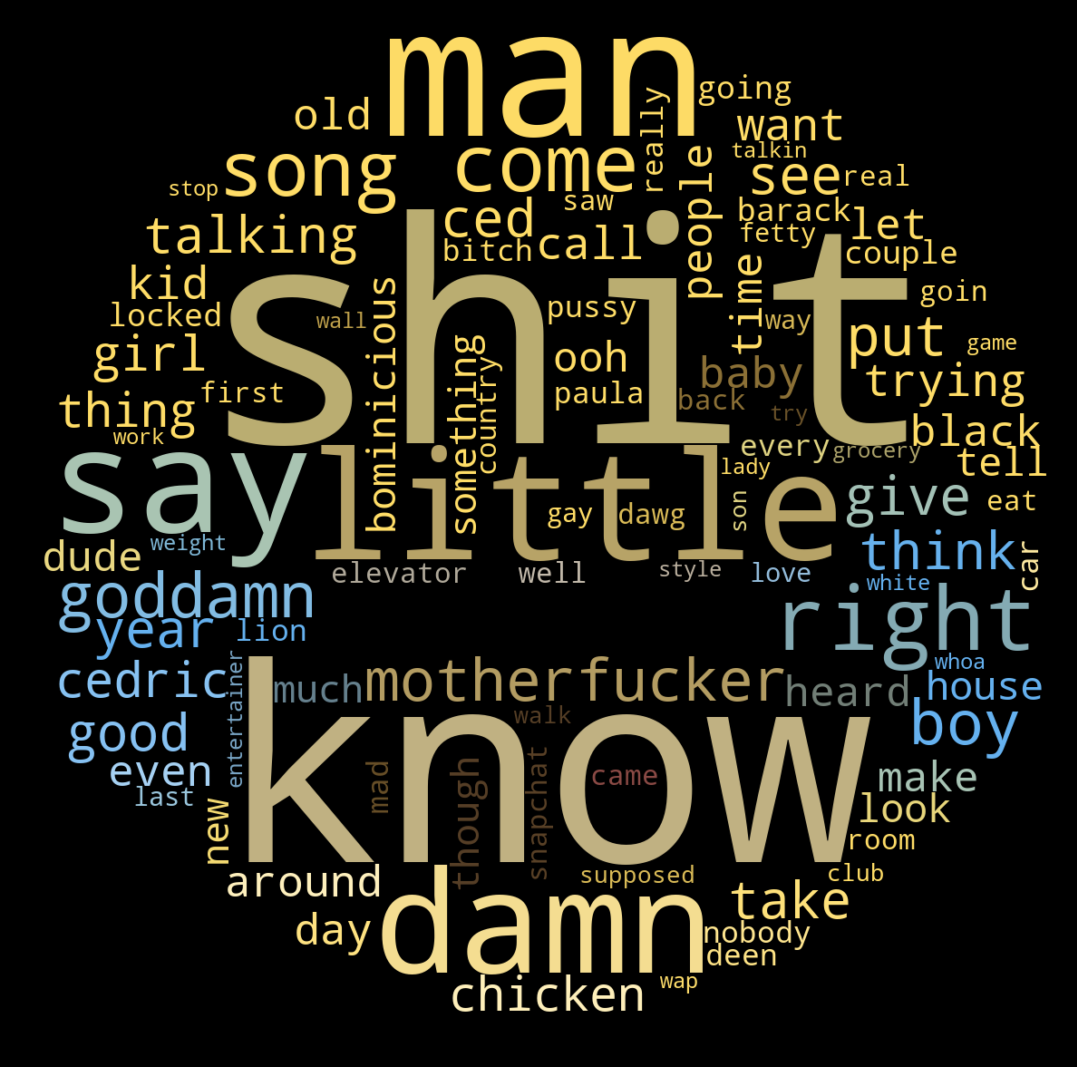 man
going
old
really
want
song
come
people
talkin
see
real
stop
saw
ced
barack
let
talking
bitch
call
fetty
couple
shit
kid
bominicious
time
goin
locked
wall
pussy
way
put
game
girl
something
country
ooh
baby
trying
first
paula
back
try
thing
work
black
every
grocery
tell
say
little
lady
give
eat
gay
dawg
son
dude
weight
think
car
elevator
well
style
love
white
goddamn
right
year
lion
cedric
entertainer
much
motherfucker
heard
whoa
house
know
walk
good
boy
even
mad
though
snapchat
came
make
last
new
look
room
around
supposed
club
damn
take
day
nobody
deen
chicken
wap